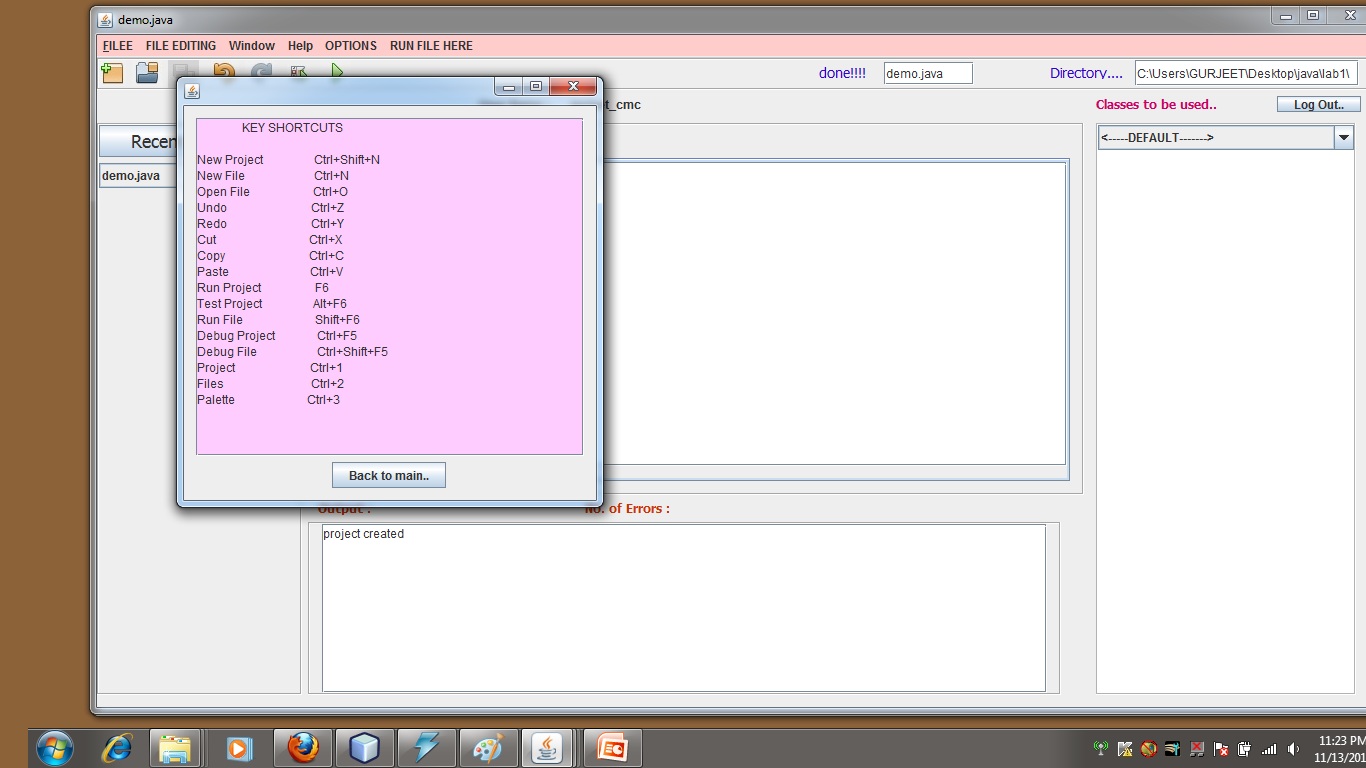 demo.java
FILEE FILE EDITING Window Help OPTIONS RUN FILE HERE
done!!!! demo.java Directory.... C:\Users\GURJEET\Desktop\java\lab1\
t_cmc Classes to be used.. Log Out..
Recen
<-----DEFAULT------->
demo.java
KEY SHORTCUTS
New Project Ctrl+Shift+N
New File Ctrl+N
Open File Ctrl+O
Undo Ctrl+Z
Redo Ctrl+Y
Cut Ctrl+X
Copy Ctrl+C
Paste Ctrl+V
Run Project F6
Test Project Alt+F6
Run File Shift+F6
Debug Project Ctrl+F5
Debug File Ctrl+Shift+F5
Project Ctrl+1
Files Ctrl+2
Palette Ctrl+3
Back to main..
Output : No. of Errors :
project created
11:23 PM
11/13/201